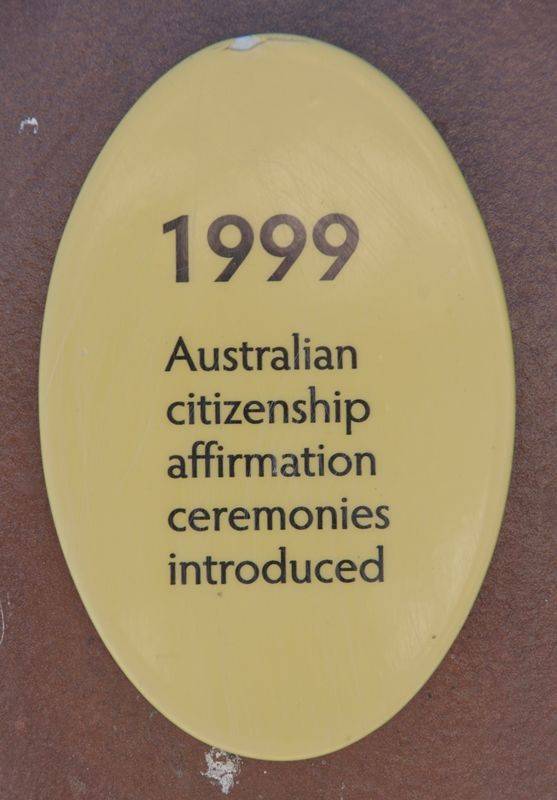 1999
Australian
citizenship
affirmation
ceremonies
introduced